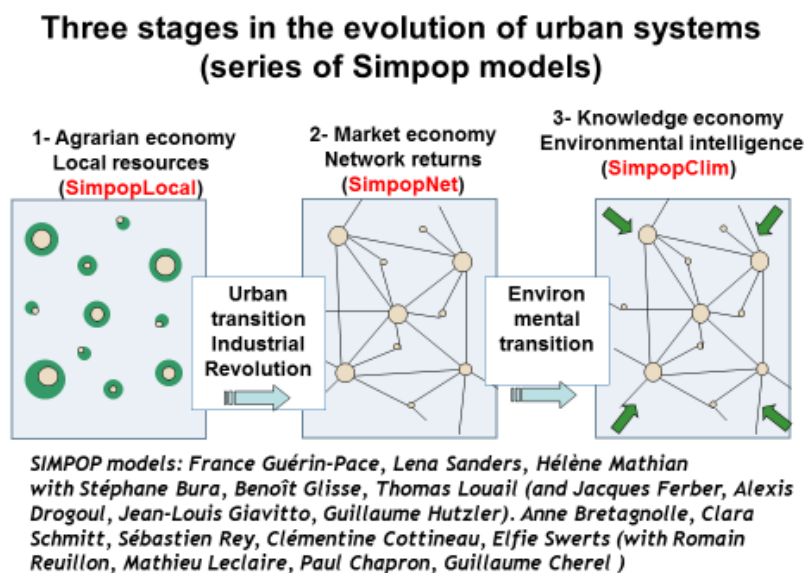 Three stages in the evolution of urban systems
(series of Simpop models)
1- Agrarian economy
Local resources
(SimpopLocal)
2- Market economy
Network returns
(SimpopNet)
3- Knowledge economy
Environmental intelligence
(SimpopClim)
Urban
transition
Industrial
Revolution
Environ
mental
transition
SIMPOP models: France Guérin-Pace, Lena Sanders, Hélène Mathian
with Stéphane Bura, Benoît Glisse, Thomas Louail (and Jacques Ferber, Alexis
Drogoul, Jean-Louis Giavitto, Guillaume Hutzler). Anne Bretagnolle, Clara
Schmitt, Sébastien Rey, Clémentine Cottineau, Elfie Swerts (with Romain
Reuillon, Mathieu Leclaire, Paul Chapron, Guillaume Cherel )